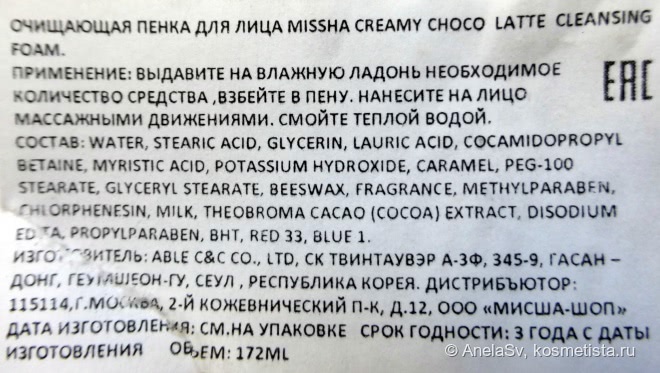 ОЧИЩАЮЩАЯ ПЕНКА ДЛЯ ЛИЦА MISSHA CREAMY CHOCO LATTE CLEANSING
FOAM.
ПРИМЕНЕНИЕ: ВЫДАВИТЕ НА ВЛАЖНУЮ ЛАДОНЬ НЕОБХОДИМОЕ
КОЛИЧЕСТВО СРЕДСТВА ,ВЗБЕЙТЕ В ПЕНУ. НАНЕСИТЕ НА ЛИЦО
МАССАЖНЫМИ ДВИЖЕНИЯМИ. СМОЙТЕ ТЕПЛОЙ ВОДОЙ.
EAC
СОСТАВ: WATER, STEARIC ACID, GLYCERIN, LAURIC ACID, COCAMIDOPROPYL
BETAINE, MYRISTIC ACID, POTASSIUM HYDROXIDE, CARAMEL, PEG-100
STEARATE, GLYCERYL STEARATE, BEESWAX, FRAGRANCE, METHYLPARABEN,
CHLORPHENESIN, MILK, THEOBROMA CACAO (COCOA) EXTRACT, DISODIUM
EDTA, PROPYLPARABEN, BHT, RED 33, BLUE 1.
ИЗГОТОВИТЕЛЬ: ABLE C&C CO., LTD, СК ТВИНТАУВЭР А-3Ф, 345-9, ГАСАН –
ДОНГ, ГЕУМШЕОН-ГУ, СЕУЛ , РЕСПУБЛИКА КОРЕЯ. ДИСТРИБЬЮТОР:
115114,Г.МОСКВА, 2-Й КОЖЕВНИЧЕСКИЙ П-К, Д.12, ООО «МИСША-ШОП»
ДАТА ИЗГОТОВЛЕНИЯ: СМ.НА УПАКОВКЕ СРОК ГОДНОСТИ: 3 ГОДА С ДАТЫ
ИЗГОТОВЛЕНИЯ ОБЪЕМ: 172ML
© AnelaSv, kosmetista.ru